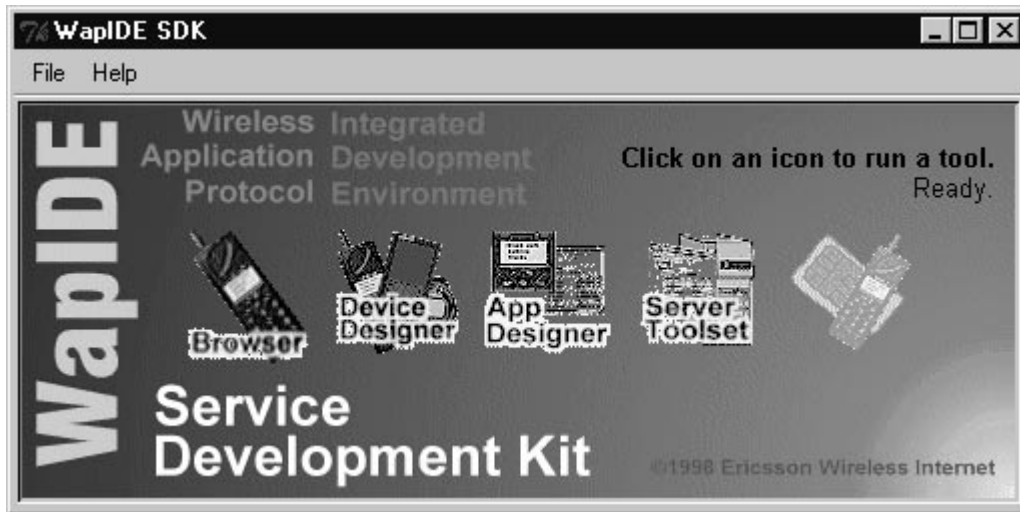 WapIDE SDK
File Help
WapIDE
Wireless Integrated
Application Development
Protocol Environment
Click on an icon to run a tool.
Ready.
Browser
Device
Designer
App
Designer
Server
Toolset
Service
Development Kit
©1998 Ericsson Wireless Internet